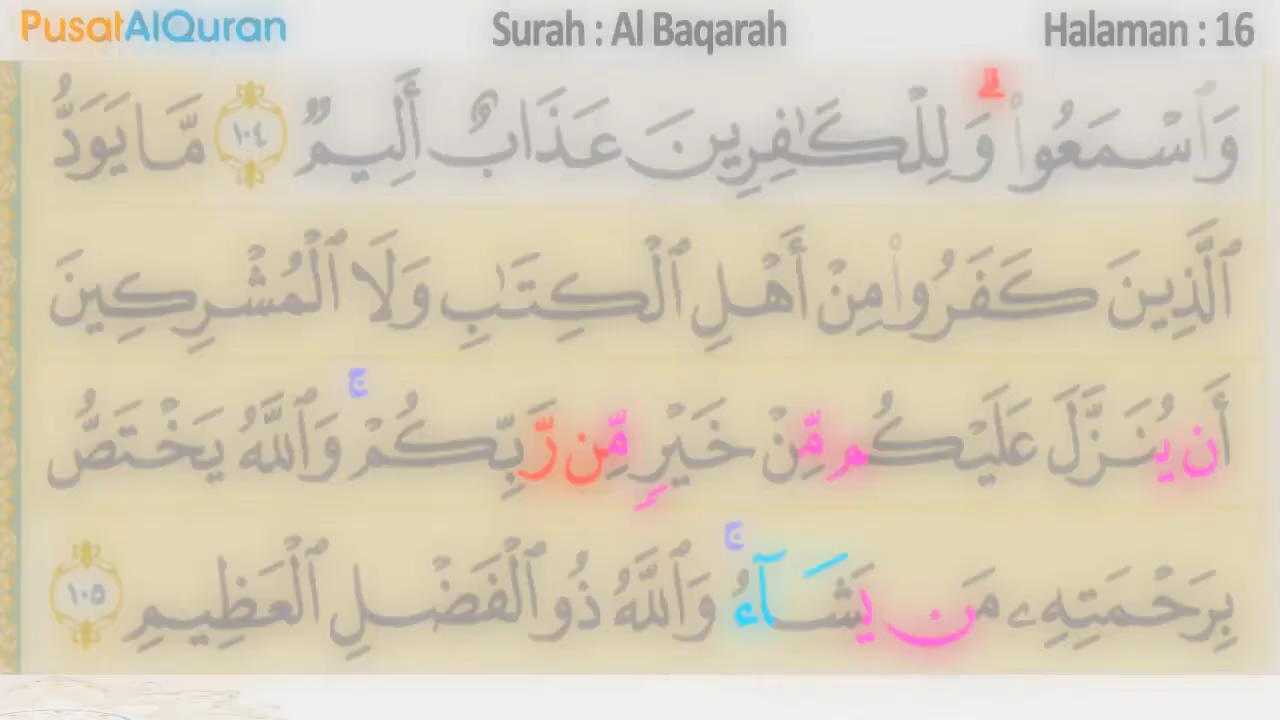 PusatAlQuran Surah : Al Baqarah Halaman : 16
وَٱسْمَعُوا۟ ۗ وَلِلْكَـٰفِرِينَ عَذَابٌ أَلِيمٌ ١٠٤ مَّا يَوَدُّ
ٱلَّذِينَ كَفَرُوا۟ مِنْ أَهْلِ ٱلْكِتَـٰبِ وَلَا ٱلْمُشْرِكِينَ
أَن يُنَزَّلَ عَلَيْكُم مِّنْ خَيْرٍ مِّن رَّبِّكُمْ ۚ وَٱللَّهُ يَخْتَصُّ
بِرَحْمَتِهِۦ مَن يَشَآءُ ۚ وَٱللَّهُ ذُو ٱلْفَضْلِ ٱلْعَظِيمِ ١٠٥